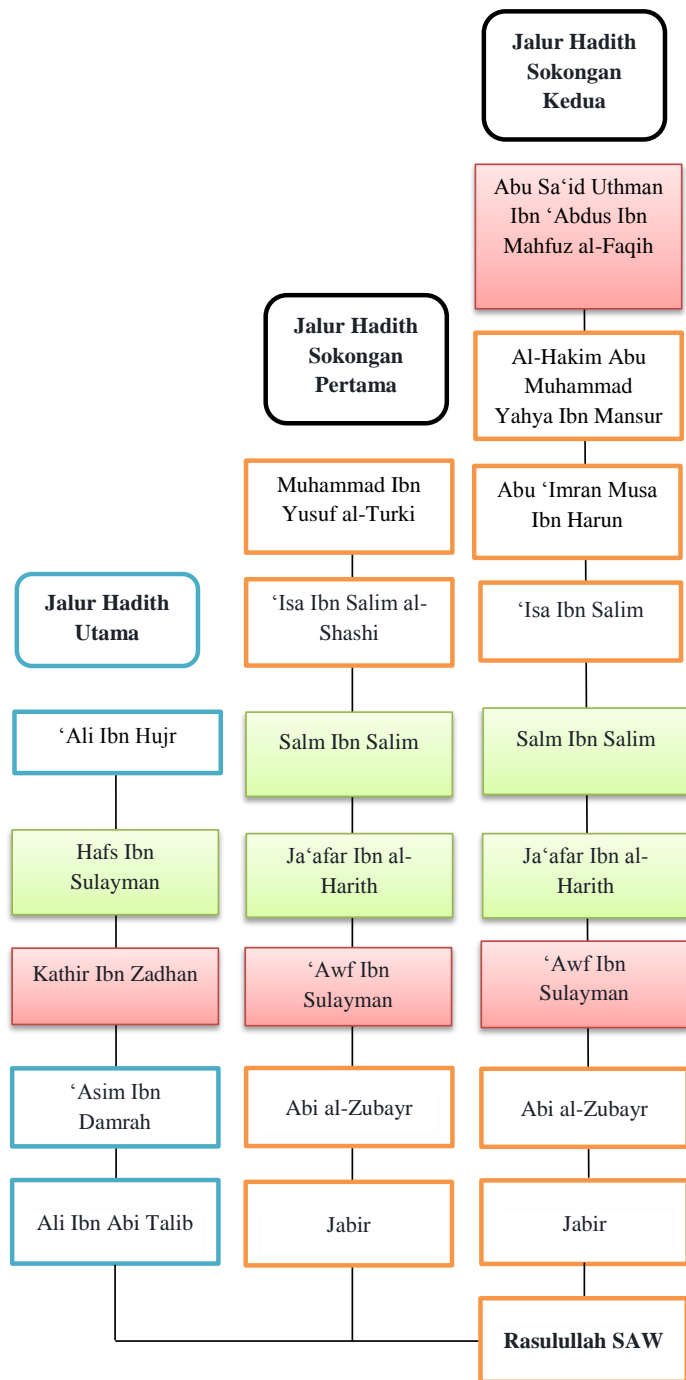 Jalur Hadith
Sokongan
Kedua
Abu Sa‘id Uthman
Ibn ‘Abdus Ibn
Mahfuz al-Faqih
Al-Hakim Abu
Muhammad
Yahya Ibn Mansur
Abu ‘Imran Musa
Ibn Harun
‘Isa Ibn Salim
Salm Ibn Salim
Ja‘afar Ibn al-
Harith
‘Awf Ibn
Sulayman
Abi al-Zubayr
Jabir
Jalur Hadith
Sokongan
Pertama
Muhammad Ibn
Yusuf al-Turki
‘Isa Ibn Salim al-
Shashi
Salm Ibn Salim
Ja‘afar Ibn al-
Harith
‘Awf Ibn
Sulayman
Abi al-Zubayr
Jabir
Jalur Hadith
Utama
‘Ali Ibn Hujr
Hafs Ibn
Sulayman
Kathir Ibn Zadhan
‘Asim Ibn
Damrah
Ali Ibn Abi Talib
Rasulullah SAW